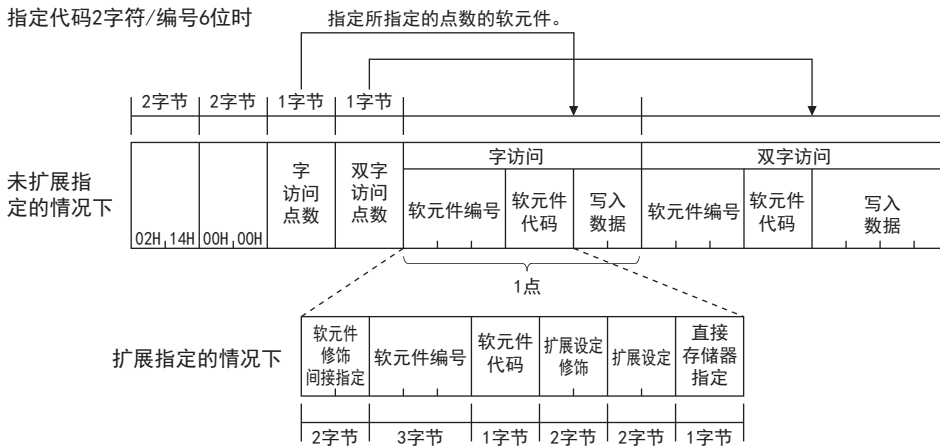 指定代码2字符/编号6位时
指定所指定的点数的软元件。
2字节 2字节 1字节 1字节
未扩展指
定的情况下
字访问 双字访问
02H,14H 00H,00H
字
访问
点数
双字
访问
点数
软元件编号
软元件
代码
写入
数据
软元件编号
软元件
代码
写入
数据
1点
扩展指定的情况下
软元件
修饰
间接指定
软元件编号
软元件
代码
扩展设定
修饰
扩展设定
直接
存储器
指定
2字节 3字节 1字节 2字节 2字节 1字节